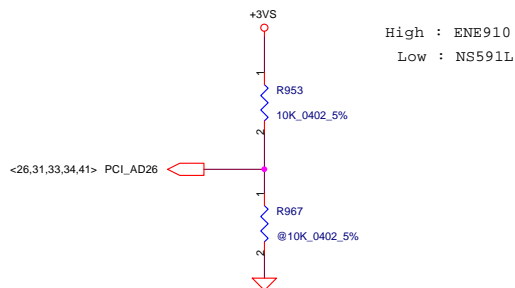 +3VS
High : ENE910
Low : NS591L
1
R953
10K_0402_5%
2
<26,31,33,34,41> PCI_AD26
1
R967
@10K_0402_5%
2